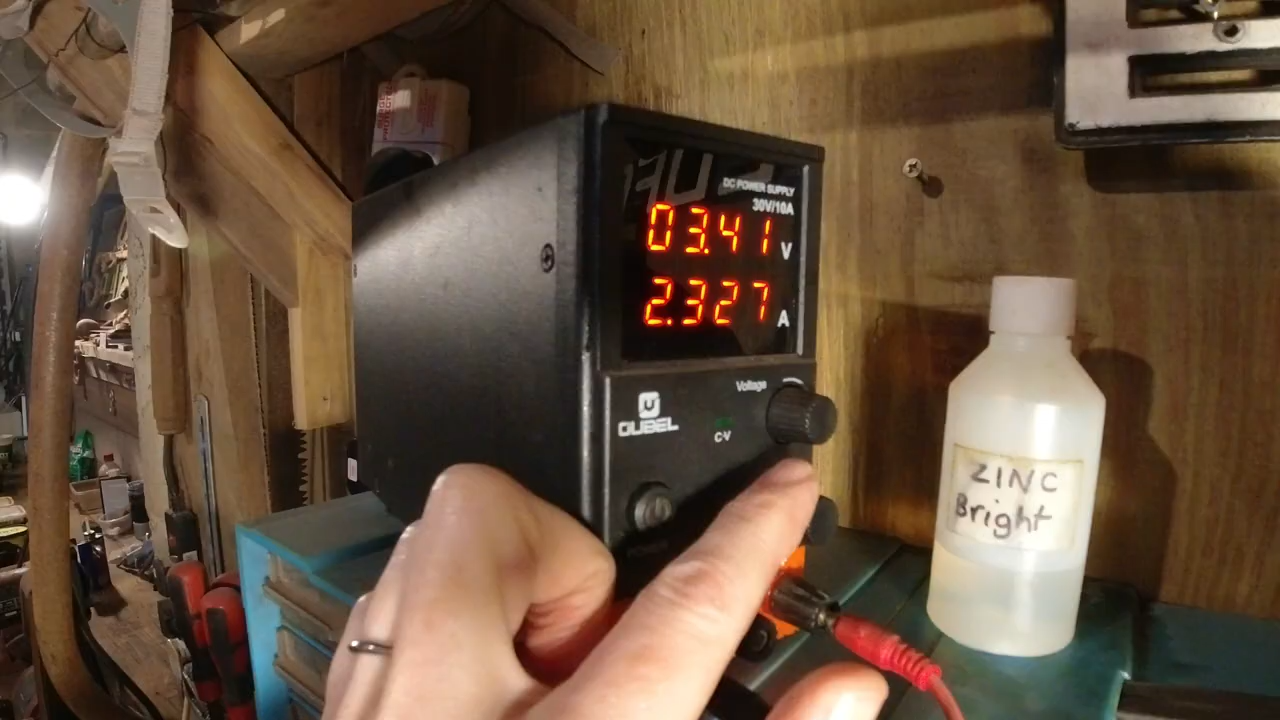 DC POWER SUPPLY
30V/10A
03.41 V
2.327 A
Voltage
OUBEL
C·V
ZINC
Bright